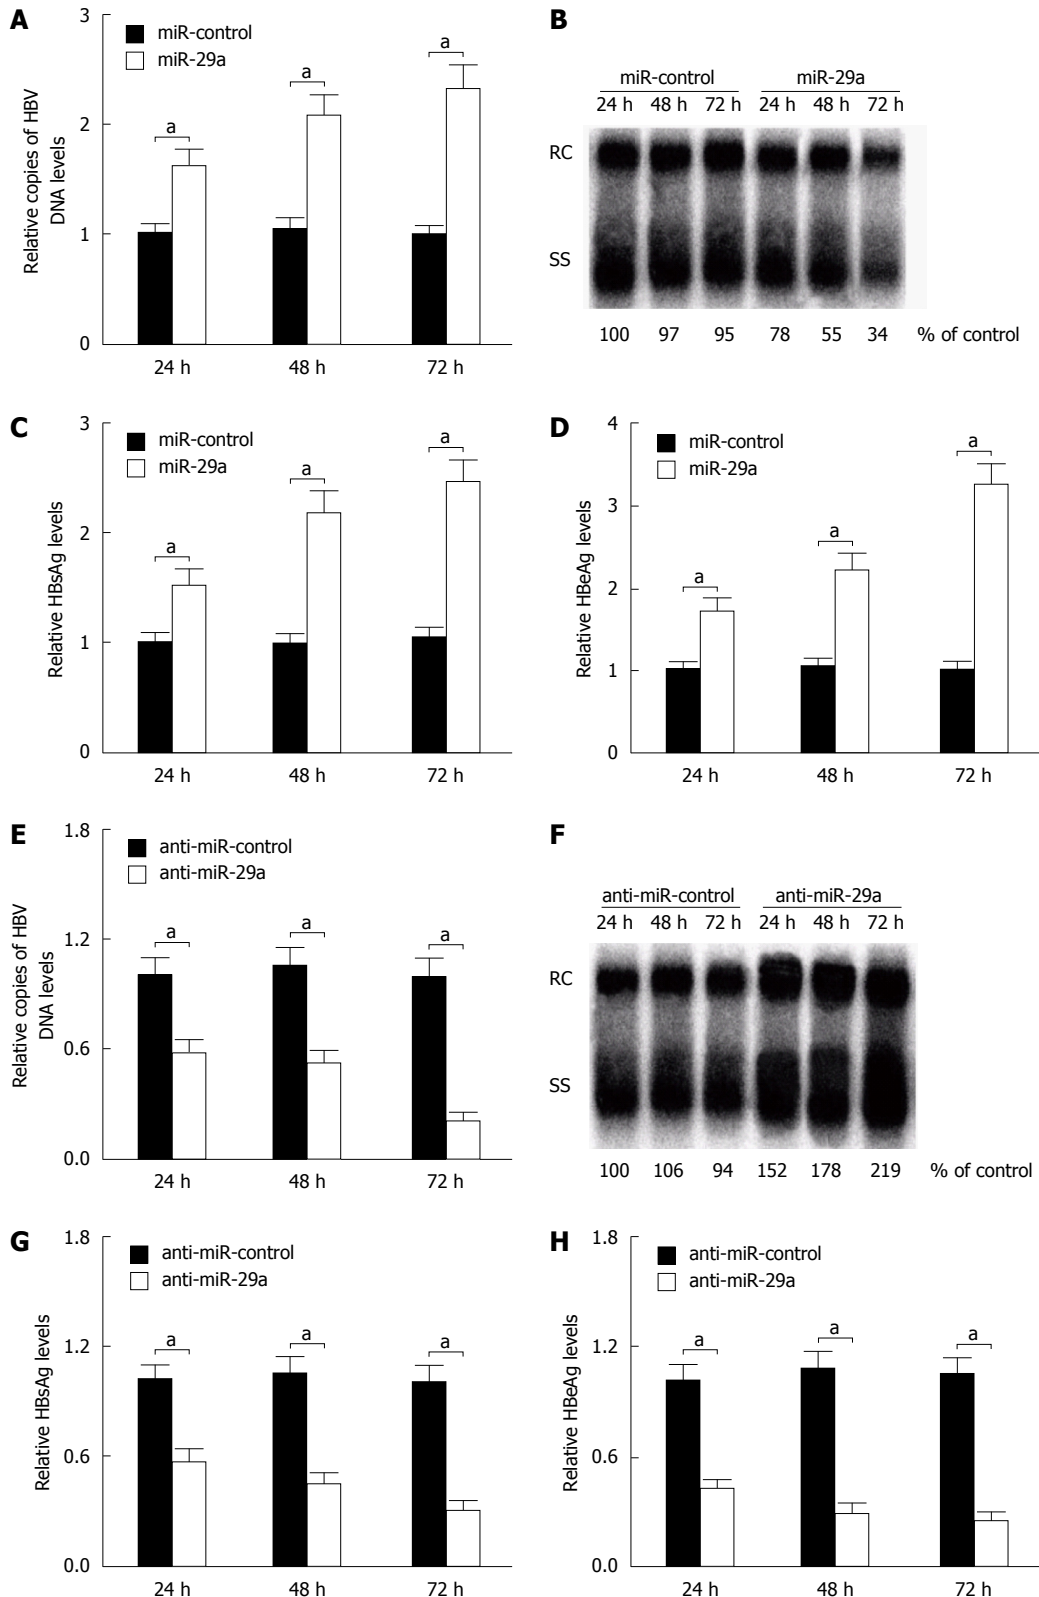 A
3
2
1
0
Relative copies of HBV
DNA levels
miR-control
miR-29a
a
a
a
24 h 48 h 72 h
B
miR-control miR-29a
24 h 48 h 72 h 24 h 48 h 72 h
RC
SS
100 97 95 78 55 34 % of control
C
3
2
1
0
Relative HBsAg levels
miR-control
miR-29a
a
a
a
24 h 48 h 72 h
D
4
3
2
1
0
Relative HBeAg levels
miR-control
miR-29a
a
a
a
24 h 48 h 72 h
E
1.8
1.2
0.6
0.0
Relative copies of HBV
DNA levels
anti-miR-control
anti-miR-29a
a
a
a
24 h 48 h 72 h
F
anti-miR-control anti-miR-29a
24 h 48 h 72 h 24 h 48 h 72 h
RC
SS
100 106 94 152 178 219 % of control
G
1.8
1.2
0.6
0.0
Relative HBsAg levels
anti-miR-control
anti-miR-29a
a
a
a
24 h 48 h 72 h
H
1.8
1.2
0.6
0.0
Relative HBeAg levels
anti-miR-control
anti-miR-29a
a
a
a
24 h 48 h 72 h